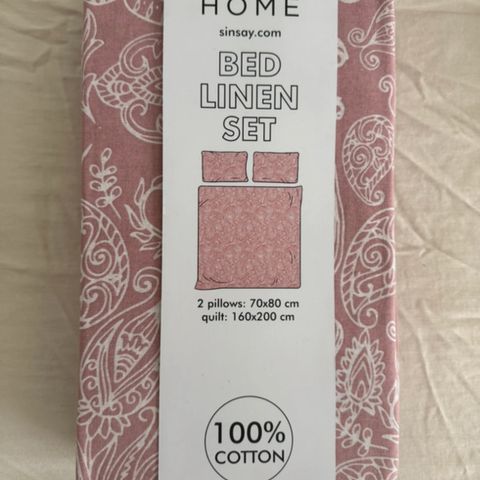 HOME
sinsay.com
BED
LINEN
SET
2 pillows: 70x80 cm
quilt: 160x200 cm
100%
COTTON